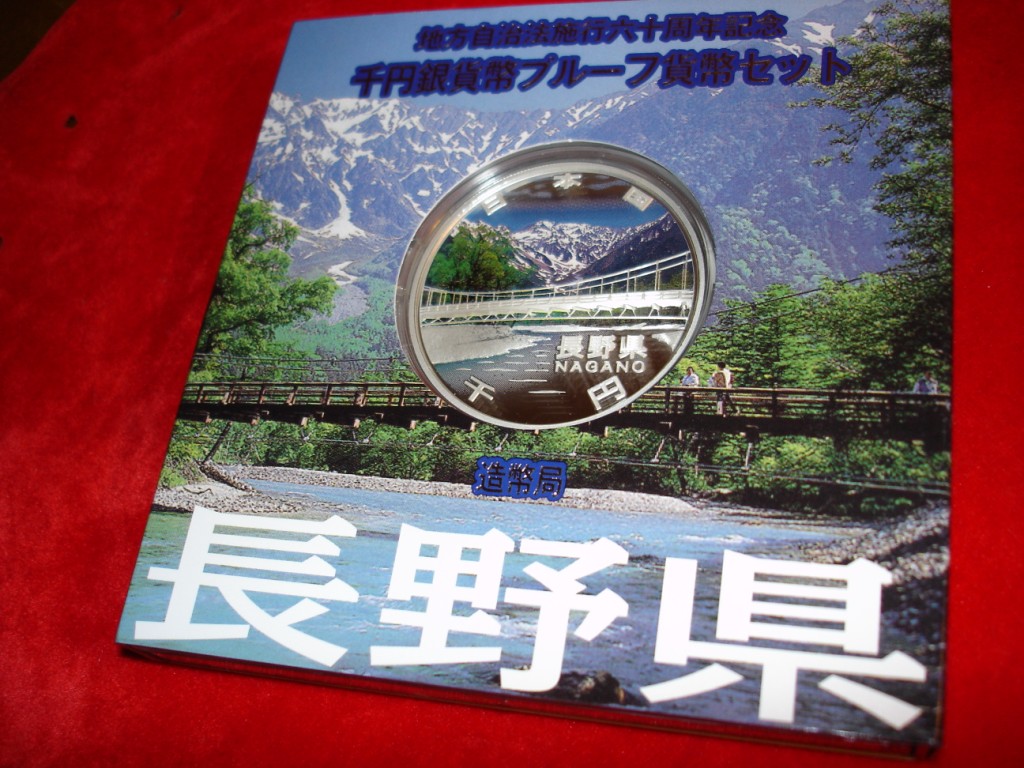 地方自治法施行六十周年記念
千円銀貨幣プルーフ貨幣セット
日本国
長野県
NAGANO
千円
造幣局
長野県